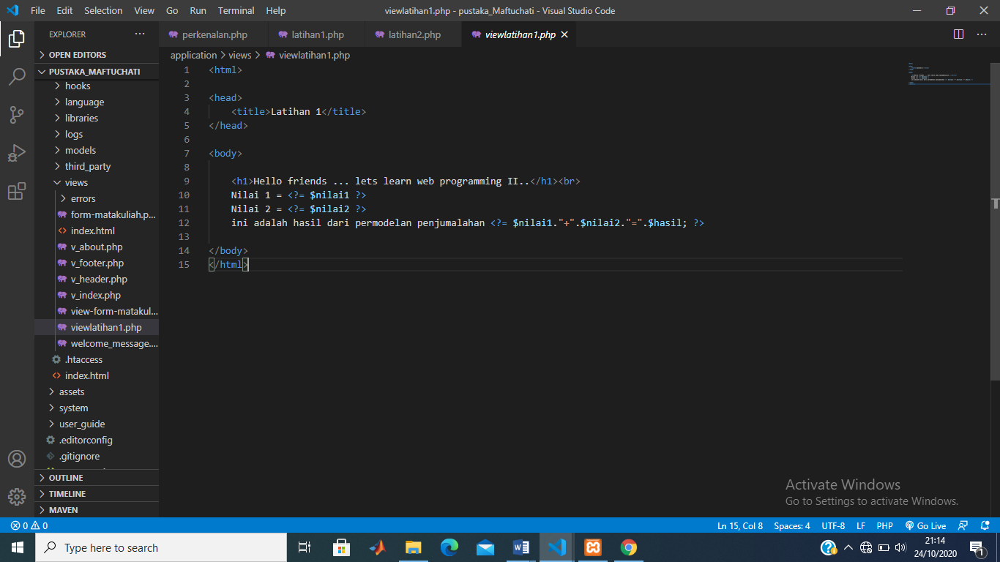 File Edit Selection View Go Run Terminal Help
viewlatihan1.php - pustaka_Maftuchati - Visual Studio Code
EXPLORER
perkenalan.php
latihan1.php
latihan2.php
viewlatihan1.php
OPEN EDITORS
PUSTAKA_MAFTUCHATI
hooks
language
libraries
logs
models
third_party
views
errors
form-matakuliah.p...
index.html
v_about.php
v_footer.php
v_header.php
v_index.php
view-form-matakul...
viewlatihan1.php
welcome_message....
.htaccess
index.html
assets
system
user_guide
.editorconfig
.gitignore
OUTLINE
TIMELINE
MAVEN
application > views > viewlatihan1.php
1 <html>
2
3 <head>
4 <title>Latihan 1</title>
5 </head>
6
7 <body>
8
9 <h1>Hello friends ... lets learn web programming II..</h1><br>
10 Nilai 1 = <?= $nilai1 ?>
11 Nilai 2 = <?= $nilai2 ?>
12 ini adalah hasil dari permodelan penjumalahan <?= $nilai1."+".$nilai2."=".$hasil; ?>
13
14 </body>
15 </html>
Activate Windows
Go to Settings to activate Windows.
0 0
Ln 15, Col 8 Spaces: 4 UTF-8 LF PHP Go Live
Type here to search
21:14
24/10/2020
1